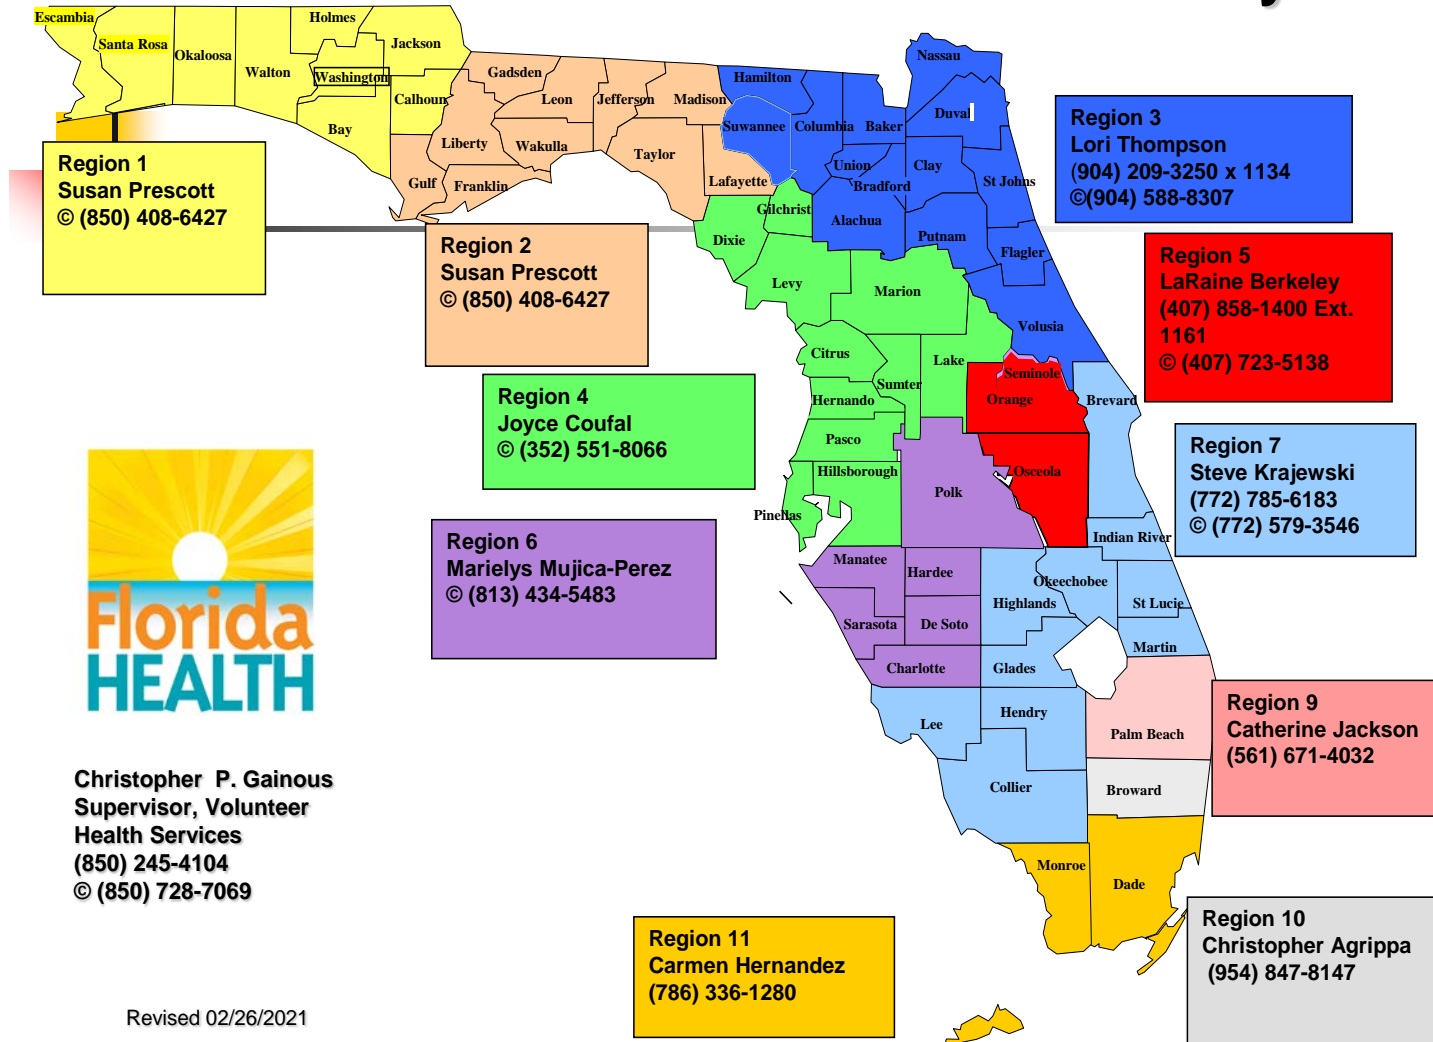 Escambia
Santa Rosa
Okaloosa
Walton
Holmes
Washington
Jackson
Calhoun
Bay
Gadsden
Leon
Jefferson
Madison
Liberty
Wakulla
Taylor
Gulf
Franklin
Lafayette
Hamilton
Suwannee
Columbia
Baker
Nassau
Duval
Union
Bradford
Clay
St Johns
Alachua
Putnam
Flagler
Volusia
Gilchrist
Dixie
Levy
Marion
Citrus
Sumter
Lake
Hernando
Pasco
Hillsborough
Pinellas
Seminole
Orange
Osceola
Brevard
Polk
Manatee
Hardee
Sarasota
De Soto
Charlotte
Indian River
Okeechobee
Highlands
St Lucie
Martin
Glades
Lee
Hendry
Collier
Palm Beach
Broward
Monroe
Dade
Region 1
Susan Prescott
© (850) 408-6427
Region 2
Susan Prescott
© (850) 408-6427
Region 3
Lori Thompson
(904) 209-3250 x 1134
©(904) 588-8307
Region 5
LaRaine Berkeley
(407) 858-1400 Ext.
1161
© (407) 723-5138
Region 4
Joyce Coufal
© (352) 551-8066
Region 7
Steve Krajewski
(772) 785-6183
© (772) 579-3546
Region 6
Marielys Mujica-Perez
© (813) 434-5483
Region 9
Catherine Jackson
(561) 671-4032
Region 10
Christopher Agrippa
(954) 847-8147
Region 11
Carmen Hernandez
(786) 336-1280
Florida
HEALTH
Christopher P. Gainous
Supervisor, Volunteer
Health Services
(850) 245-4104
© (850) 728-7069
Revised 02/26/2021